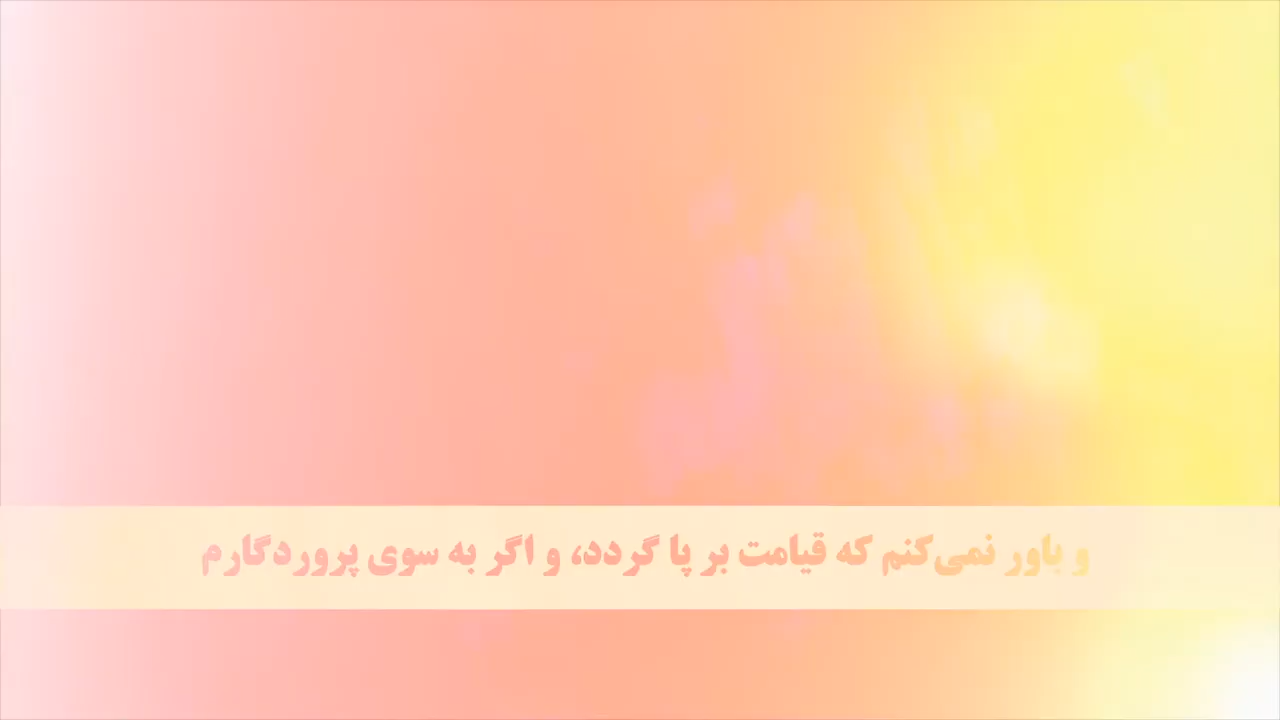 و باور نمی‌کنم که قیامت بر پا گردد، و اگر به سوی پروردگارم